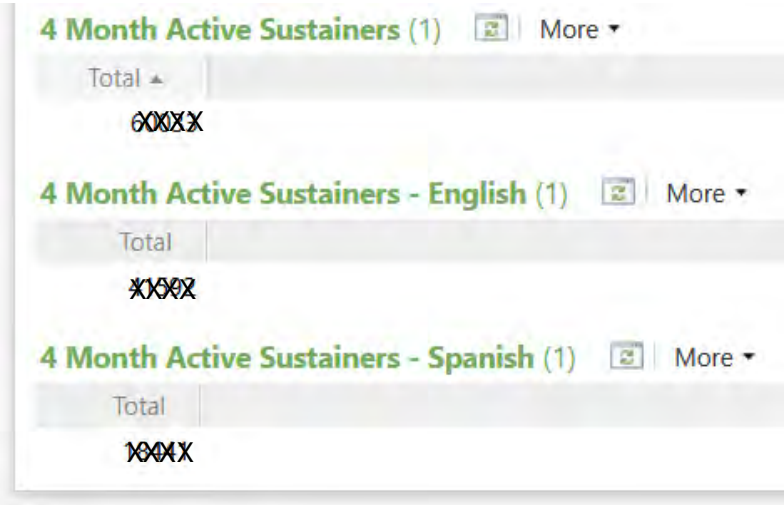 4 Month Active Sustainers (1) More
Total
4 Month Active Sustainers - English (1) More
Total
4 Month Active Sustainers - Spanish (1) More
Total